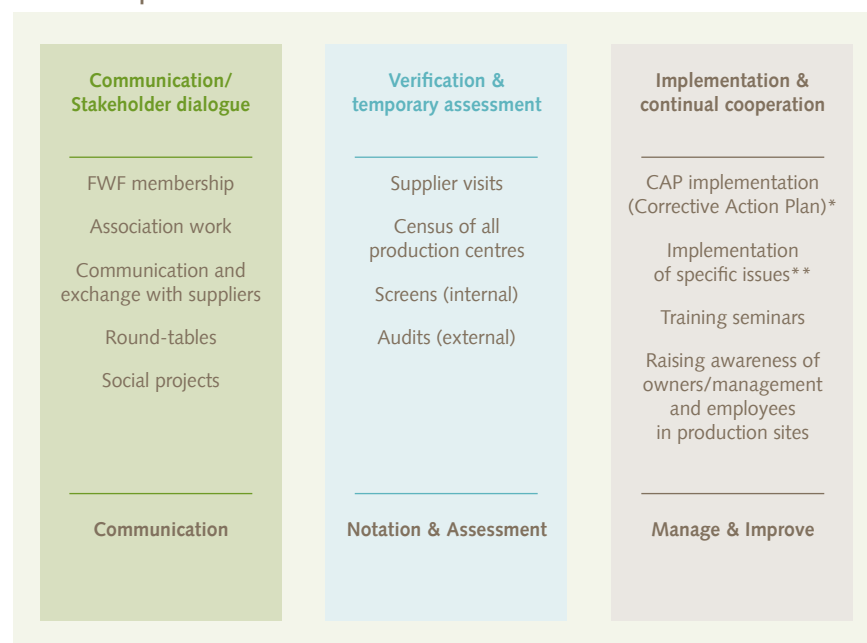 Communication/
Stakeholder dialogue
FWF membership
Association work
Communication and
exchange with suppliers
Round-tables
Social projects
Communication
Verification &
temporary assessment
Supplier visits
Census of all
production centres
Screens (internal)
Audits (external)
Notation & Assessment
Implementation &
continual cooperation
CAP implementation
(Corrective Action Plan)*
Implementation
of specific issues**
Training seminars
Raising awareness of
owners/management
and employees
in production sites
Manage & Improve